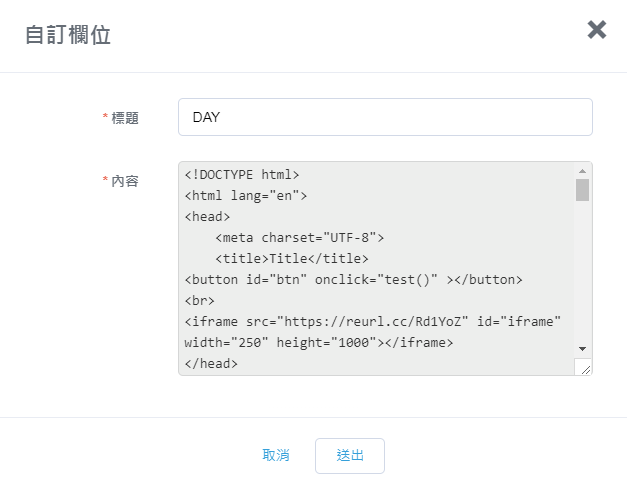 自訂欄位
* 標題
DAY
* 內容
<!DOCTYPE html>
<html lang="en">
<head>
    <meta charset="UTF-8">
    <title>Title</title>
<button id="btn" onclick="test()" ></button>
<br>
<iframe src="https://reurl.cc/Rd1YoZ" id="iframe"
width="250" height="1000"></iframe>
</head>
取消
送出